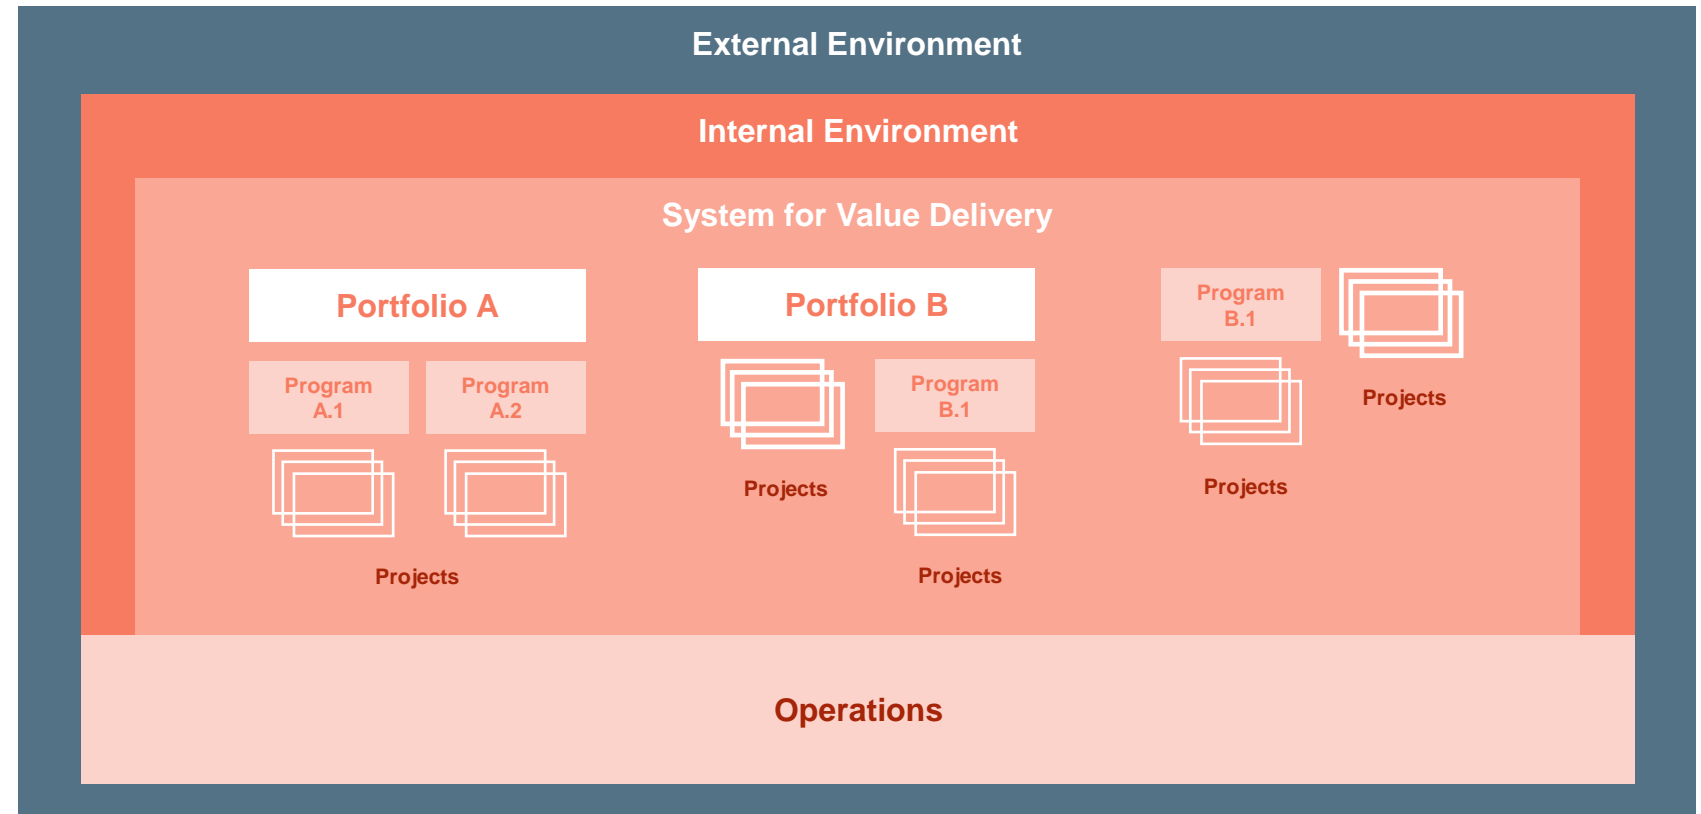 External Environment
Internal Environment
System for Value Delivery
Portfolio A
Program
A.1
Program
A.2
Projects
Portfolio B
Projects
Program
B.1
Projects
Program
B.1
Projects
Projects
Operations